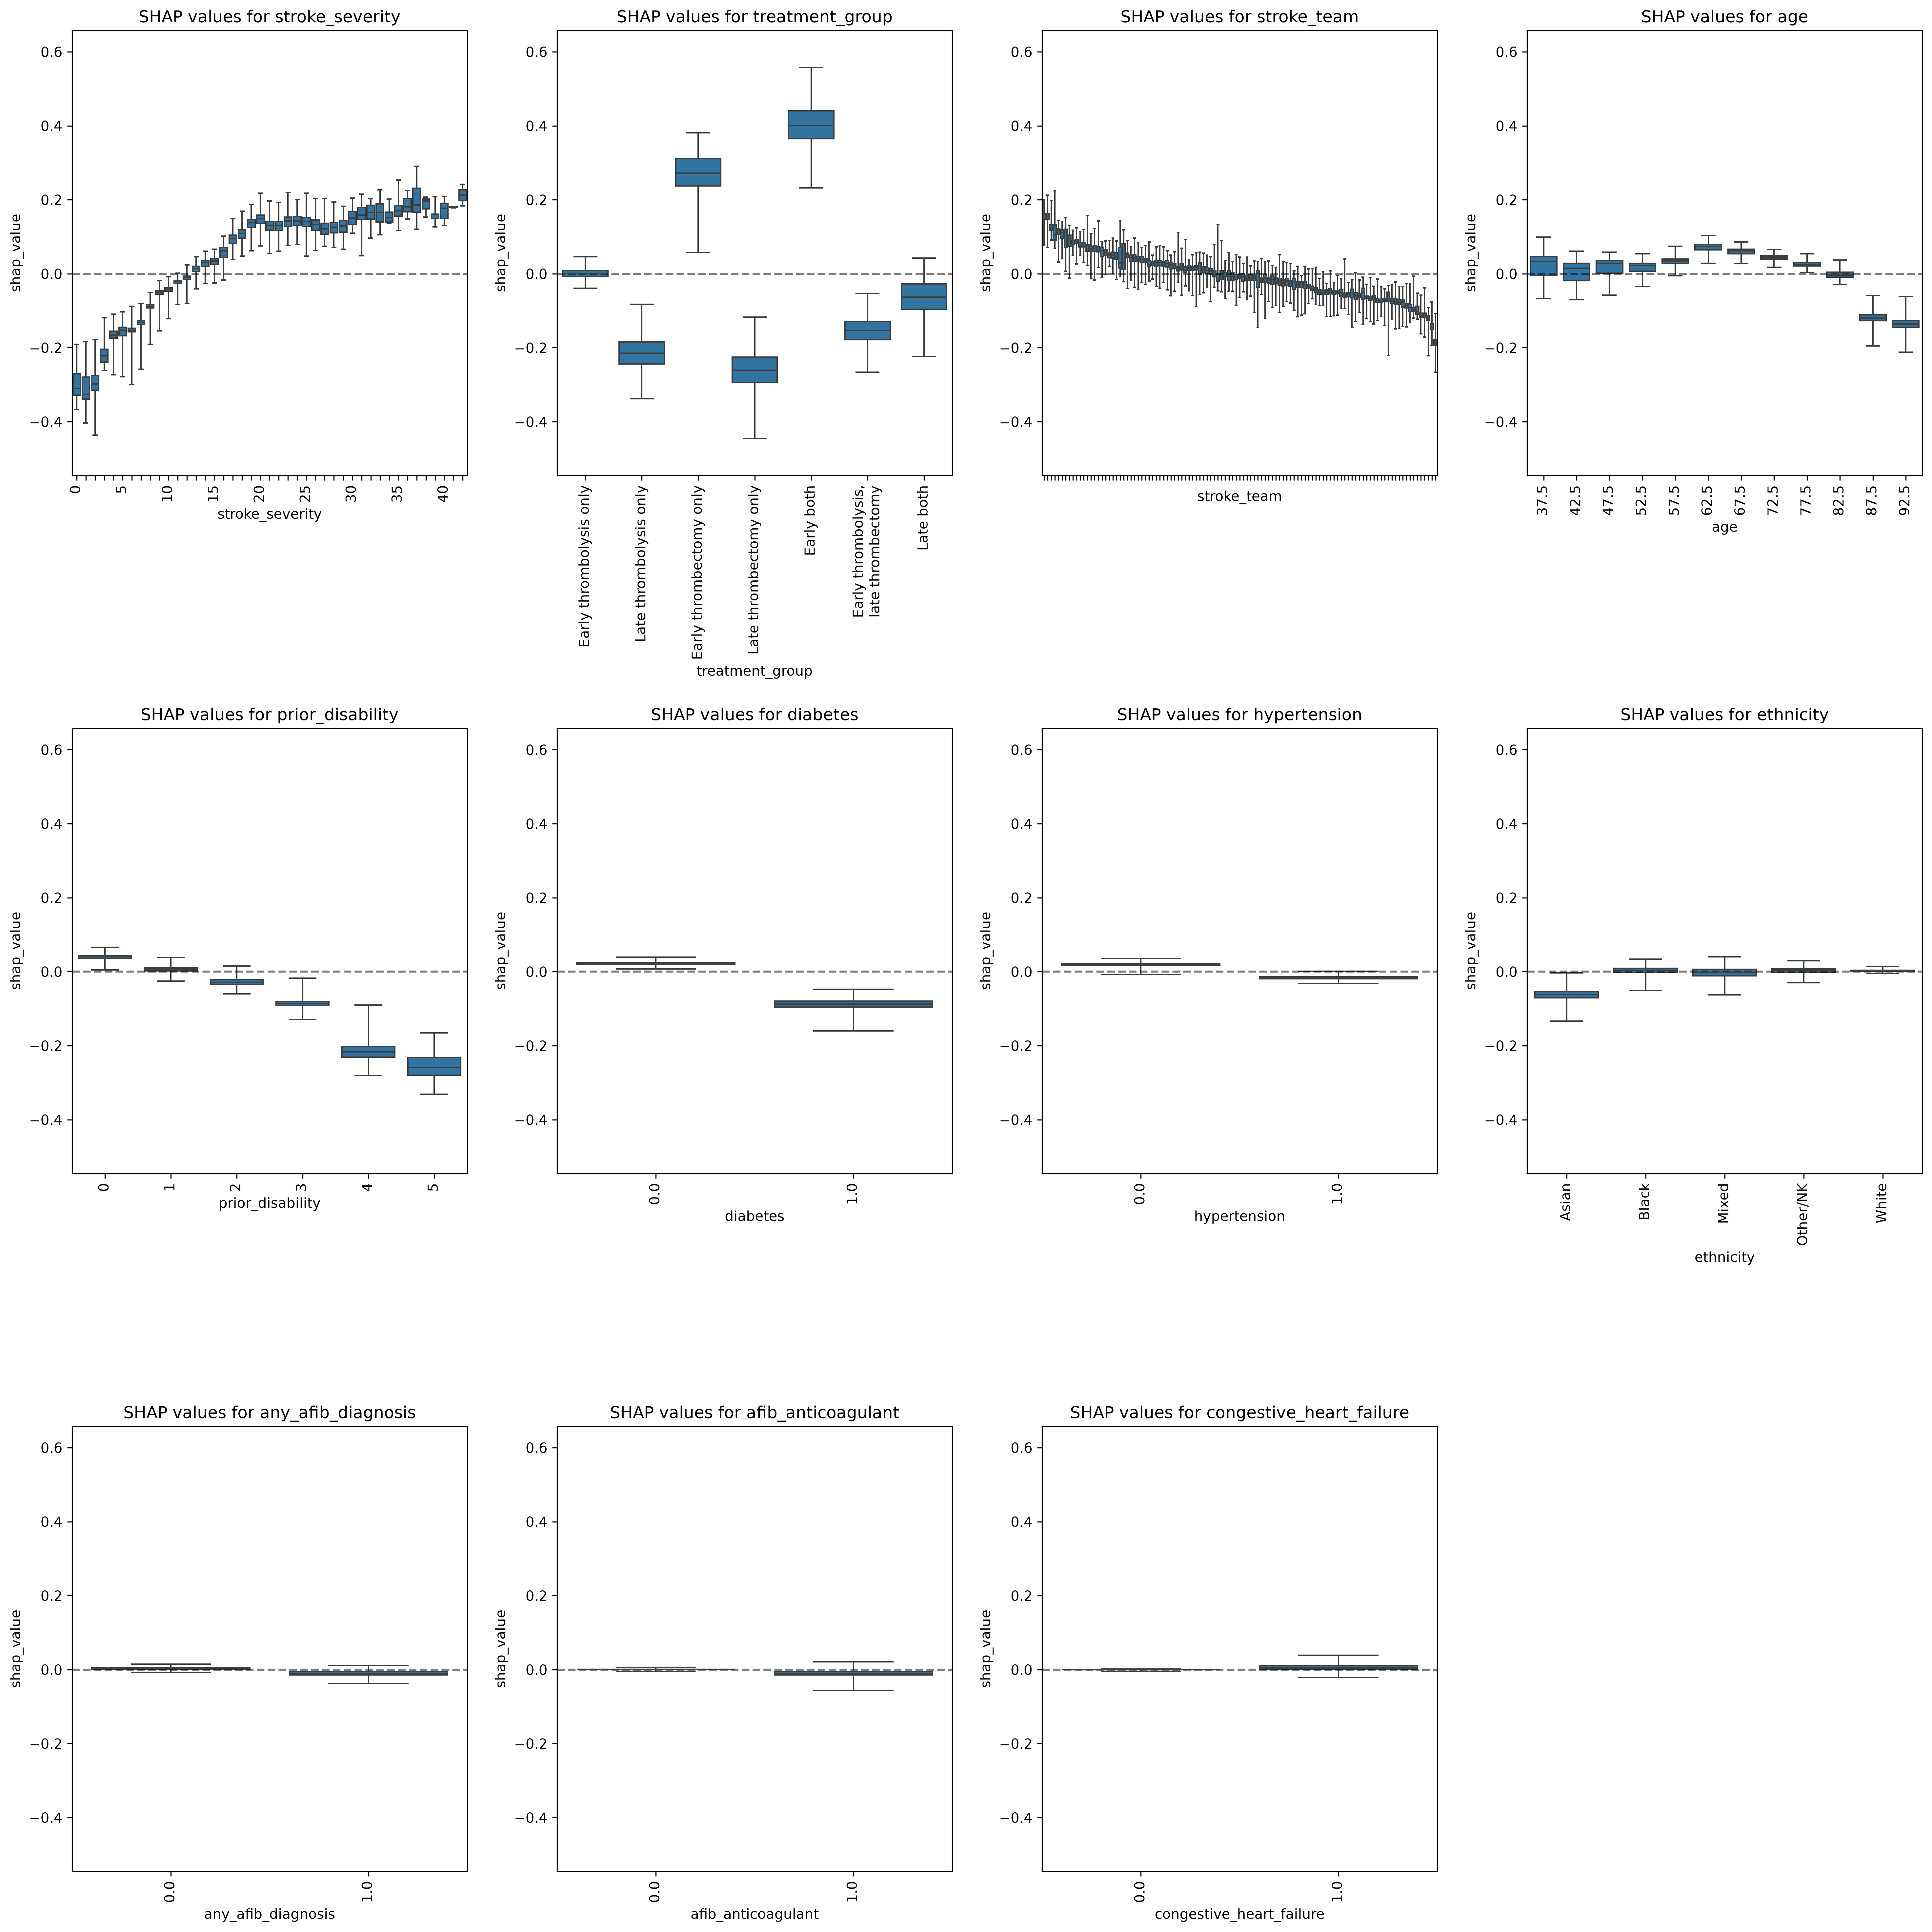 SHAP values for stroke_severity
shap_value
0.6
0.4
0.2
0.0
−0.2
−0.4
0
5
10
15
20
25
30
35
40
stroke_severity
SHAP values for treatment_group
shap_value
0.6
0.4
0.2
0.0
−0.2
−0.4
Early thrombolysis only
Late thrombolysis only
Early thrombectomy only
Late thrombectomy only
Early both
Early thrombolysis,
late thrombectomy
Late both
treatment_group
SHAP values for stroke_team
shap_value
0.6
0.4
0.2
0.0
−0.2
−0.4
stroke_team
SHAP values for age
shap_value
0.6
0.4
0.2
0.0
−0.2
−0.4
37.5
42.5
47.5
52.5
57.5
62.5
67.5
72.5
77.5
82.5
87.5
92.5
age
SHAP values for prior_disability
shap_value
0.6
0.4
0.2
0.0
−0.2
−0.4
0
1
2
3
4
5
prior_disability
SHAP values for diabetes
shap_value
0.6
0.4
0.2
0.0
−0.2
−0.4
0.0
1.0
diabetes
SHAP values for hypertension
shap_value
0.6
0.4
0.2
0.0
−0.2
−0.4
0.0
1.0
hypertension
SHAP values for ethnicity
shap_value
0.6
0.4
0.2
0.0
−0.2
−0.4
Asian
Black
Mixed
Other/NK
White
ethnicity
SHAP values for any_afib_diagnosis
shap_value
0.6
0.4
0.2
0.0
−0.2
−0.4
0.0
1.0
any_afib_diagnosis
SHAP values for afib_anticoagulant
shap_value
0.6
0.4
0.2
0.0
−0.2
−0.4
0.0
1.0
afib_anticoagulant
SHAP values for congestive_heart_failure
shap_value
0.6
0.4
0.2
0.0
−0.2
−0.4
0.0
1.0
congestive_heart_failure